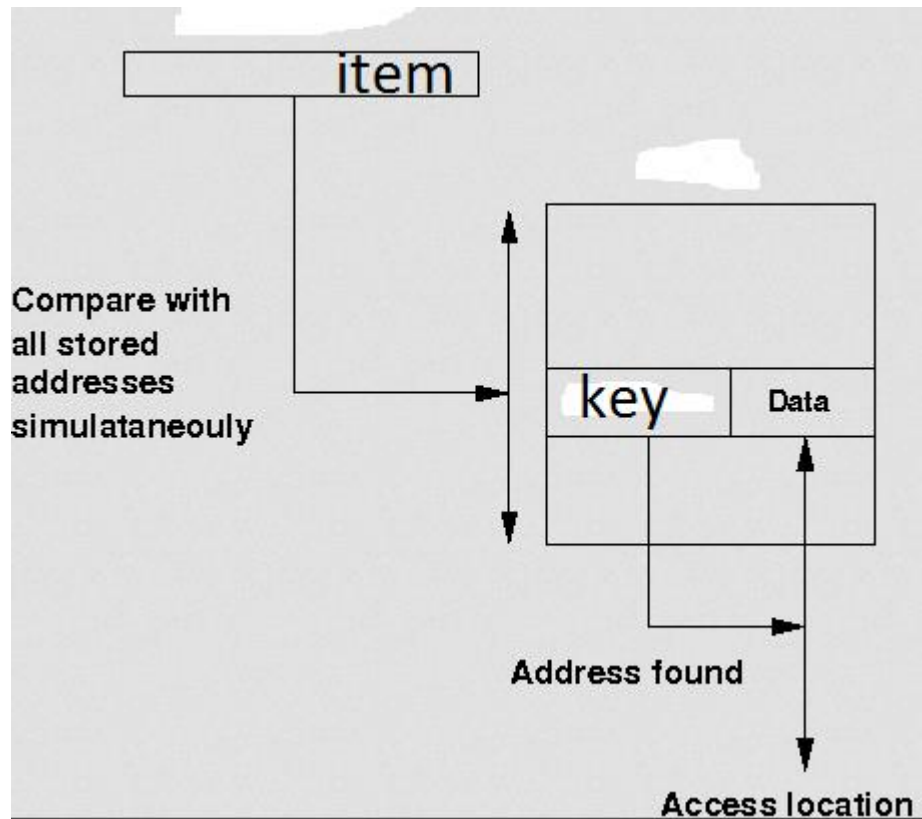 item
Compare with
all stored
addresses
simulataneouly
key
Data
Address found
Access location